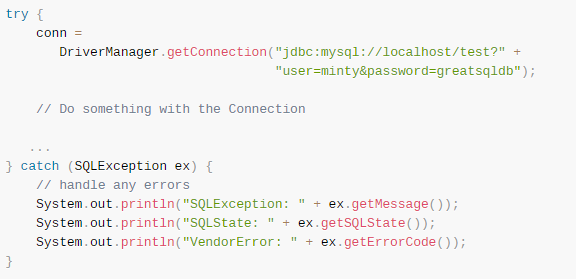 try {
    conn =
       DriverManager.getConnection("jdbc:mysql://localhost/test?" +
                                   "user=minty&password=greatsqldb");
    // Do something with the Connection
   ...
} catch (SQLException ex) {
    // handle any errors
    System.out.println("SQLException: " + ex.getMessage());
    System.out.println("SQLState: " + ex.getSQLState());
    System.out.println("VendorError: " + ex.getErrorCode());
}